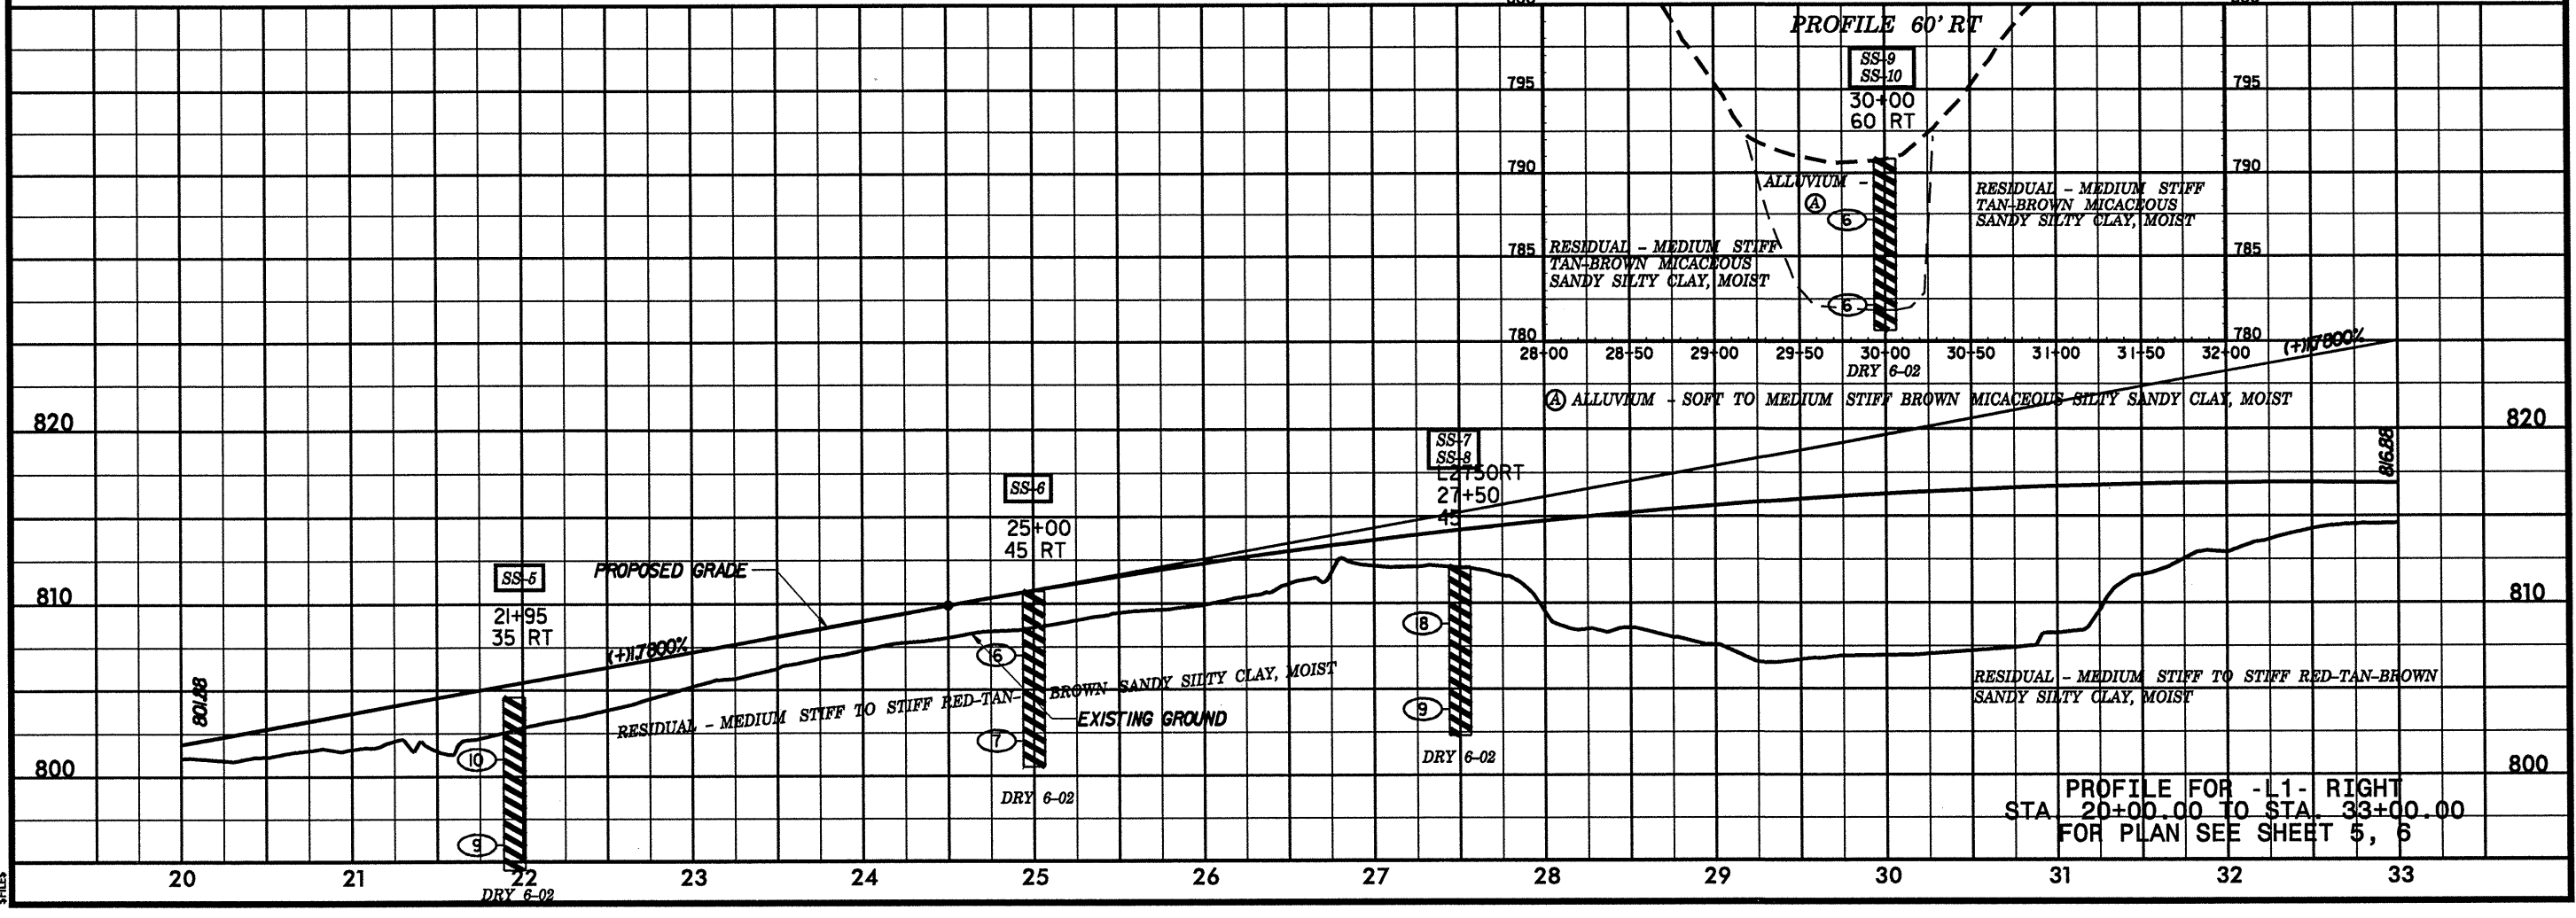 PROFILE 60' RT
SS-9
SS-10
30+00
60 RT
795
795
790
790
785
785
780
780
ALLUVIUM -
A
6
6
RESIDUAL - MEDIUM STIFF
TAN-BROWN MICACEOUS
SANDY SILTY CLAY, MOIST
RESIDUAL - MEDIUM STIFF
TAN-BROWN MICACEOUS
SANDY SILTY CLAY, MOIST
28+00 28+50 29+00 29+50 30+00 30+50 31+00 31+50 32+00
DRY 6-02
(+)1.7800%
A ALLUVIUM - SOFT TO MEDIUM STIFF BROWN MICACEOUS SILTY SANDY CLAY, MOIST
820
820
SS-7
SS-8
L2750RT
27+50
45
816.88
SS-6
25+00
45 RT
SS-5
21+95
35 RT
PROPOSED GRADE
810
810
(+)1.7800%
801.88
6
7
8
9
10
9
RESIDUAL - MEDIUM STIFF TO STIFF RED-TAN-BROWN SANDY SILTY CLAY, MOIST
EXISTING GROUND
RESIDUAL - MEDIUM STIFF TO STIFF RED-TAN-BROWN
SANDY SILTY CLAY, MOIST
DRY 6-02
DRY 6-02
DRY 6-02
800
800
PROFILE FOR -L1- RIGHT
STA. 20+00.00 TO STA. 33+00.00
FOR PLAN SEE SHEET 5, 6
20 21 22 23 24 25 26 27 28 29 30 31 32 33